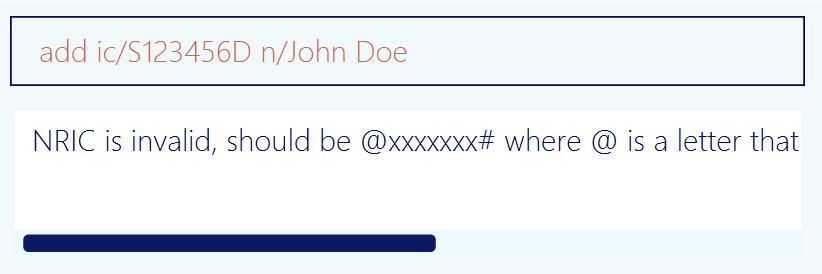 add ic/S123456D n/John Doe
NRIC is invalid, should be @xxxxxxx# where @ is a letter that